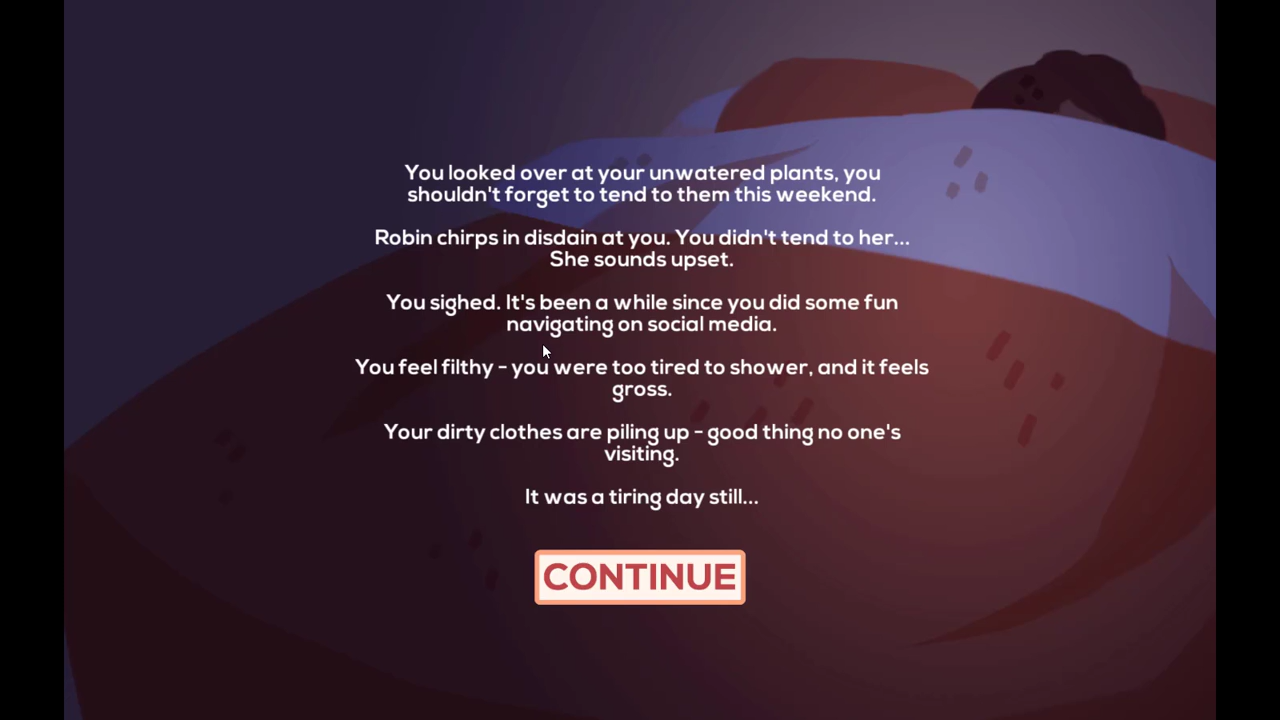 You looked over at your unwatered plants, you
shouldn't forget to tend to them this weekend.
Robin chirps in disdain at you. You didn't tend to her...
She sounds upset.
You sighed. It's been a while since you did some fun
navigating on social media.
You feel filthy - you were too tired to shower, and it feels
gross.
Your dirty clothes are piling up - good thing no one's
visiting.
It was a tiring day still...
CONTINUE